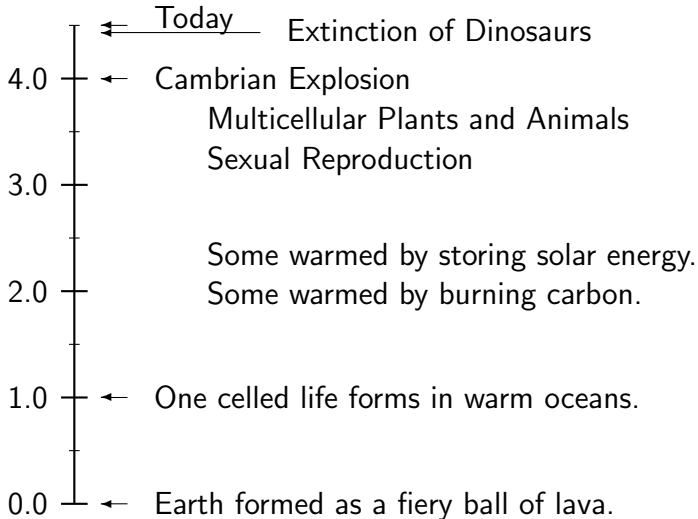 Today
Extinction of Dinosaurs
4.0 Cambrian Explosion
Multicellular Plants and Animals
Sexual Reproduction
3.0
Some warmed by storing solar energy.
2.0 Some warmed by burning carbon.
1.0 One celled life forms in warm oceans.
0.0 Earth formed as a fiery ball of lava.